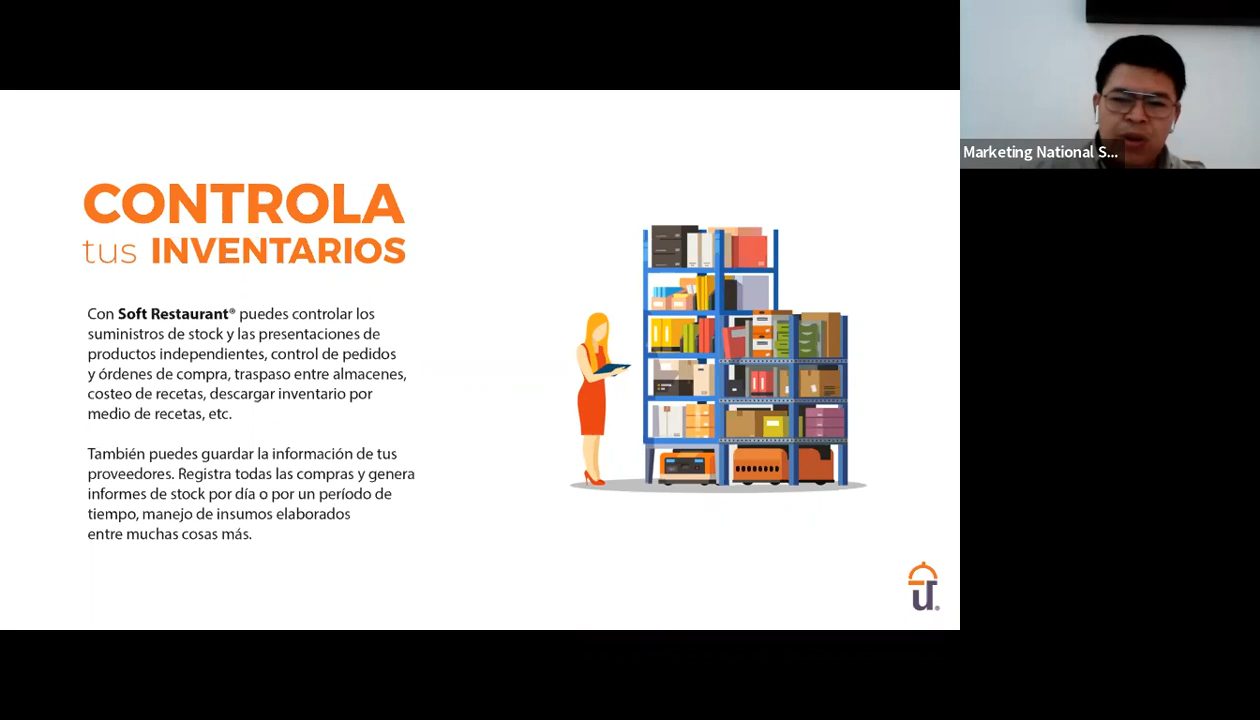 CONTROLA
tus INVENTARIOS
Con Soft Restaurant® puedes controlar los
suministros de stock y las presentaciones de
productos independientes, control de pedidos
y órdenes de compra, traspaso entre almacenes,
costeo de recetas, descargar inventario por
medio de recetas, etc.
También puedes guardar la información de tus
proveedores. Registra todas las compras y genera
informes de stock por día o por un período de
tiempo, manejo de insumos elaborados
entre muchas cosas más.
Marketing National S...